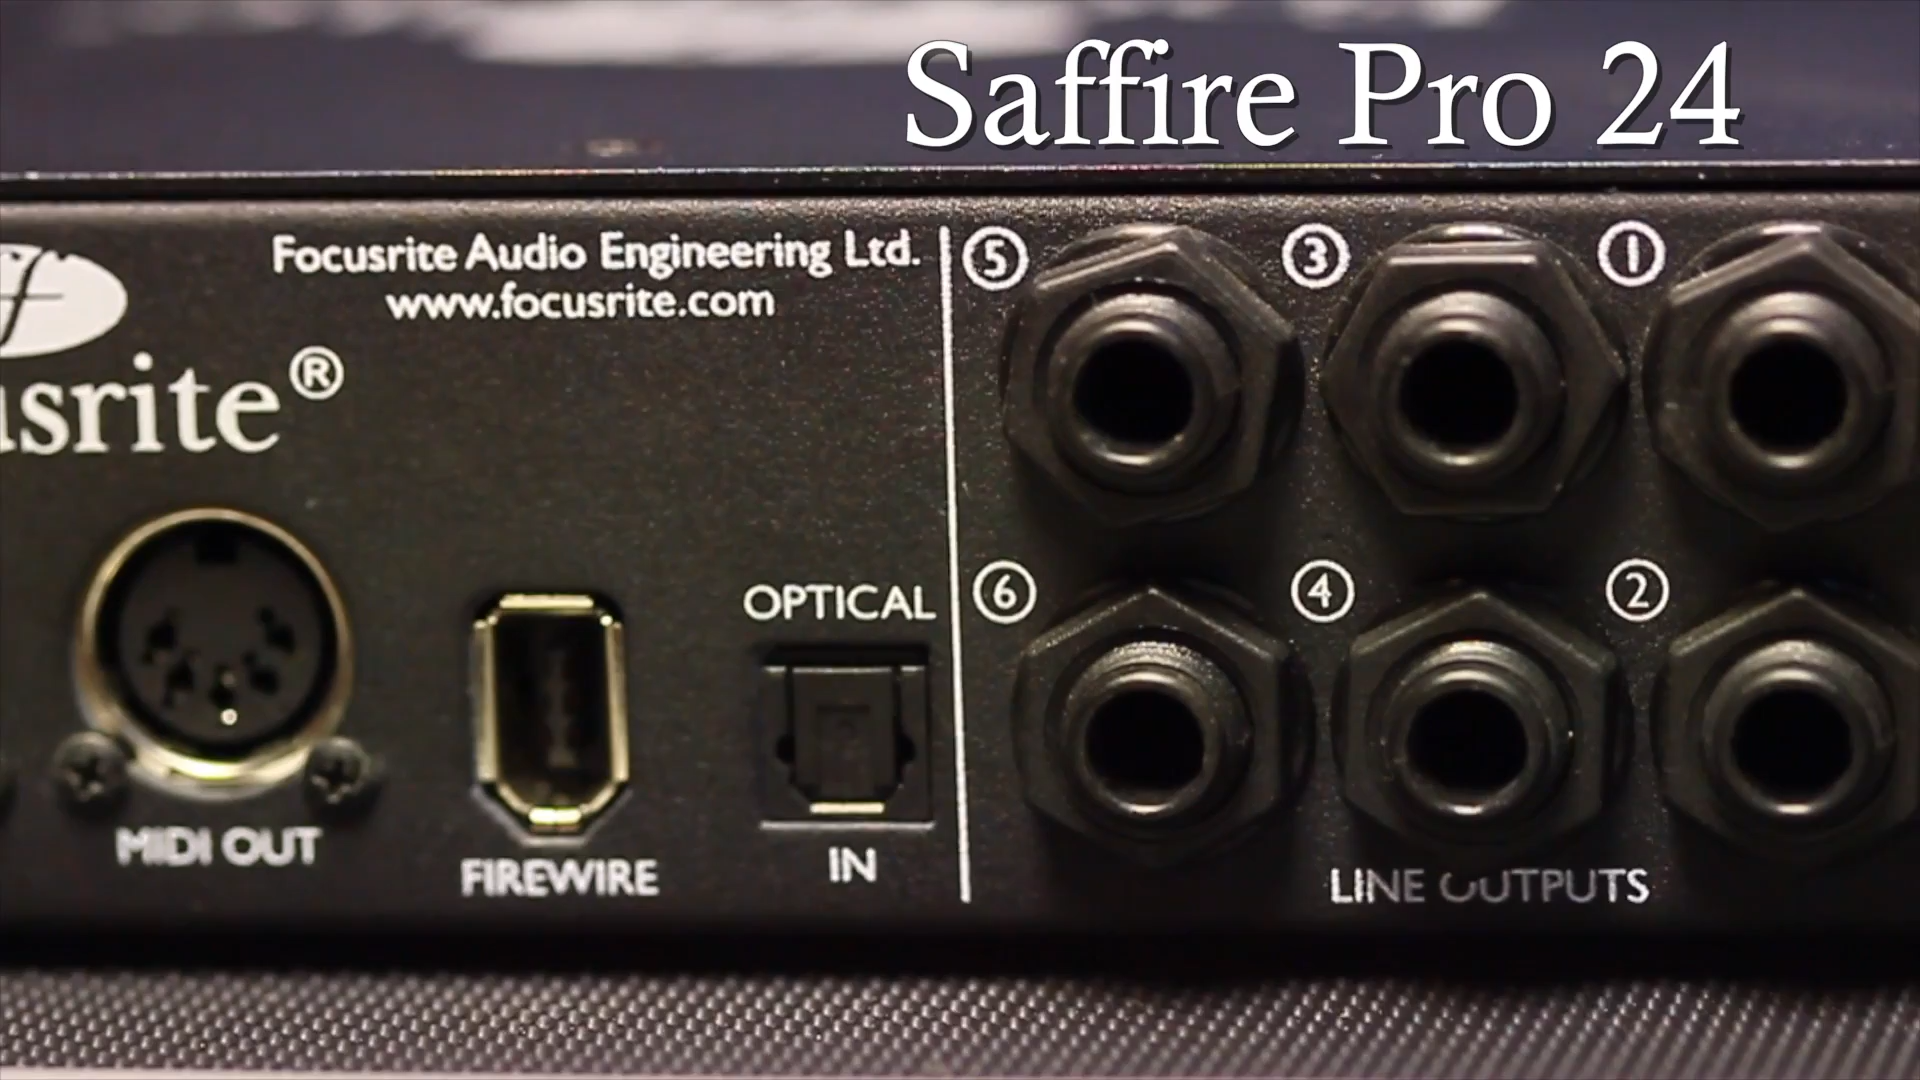 Saffire Pro 24
Focusrite Audio Engineering Ltd.
www.focusrite.com
usrite®
5
3
1
OPTICAL
6
4
2
MIDI OUT
FIREWIRE
IN
LINE OUTPUTS